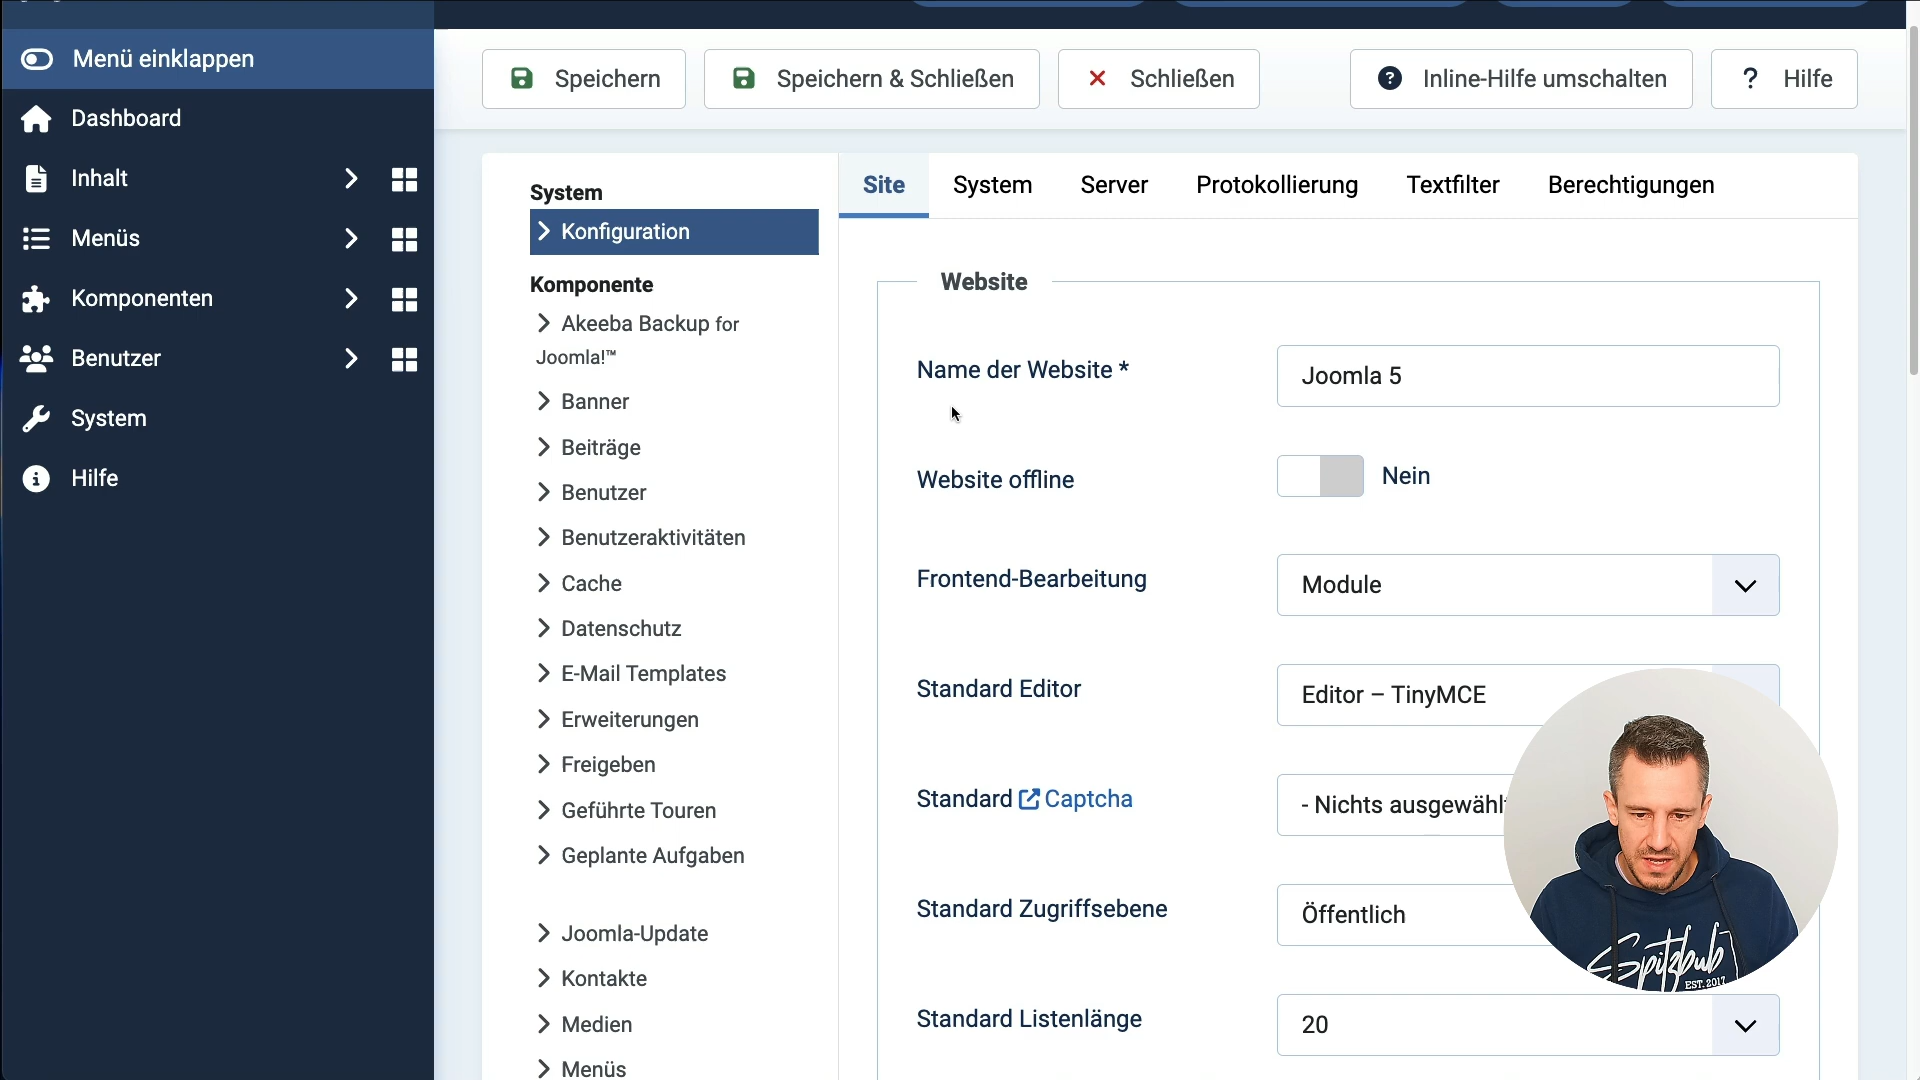 Menü einklappen
Dashboard
Inhalt
Menüs
Komponenten
Benutzer
System
Hilfe
Speichern
Speichern & Schließen
Schließen
Inline-Hilfe umschalten
? Hilfe
System
Konfiguration
Komponente
Akeeba Backup for
Joomla!™
Banner
Beiträge
Benutzer
Benutzeraktivitäten
Cache
Datenschutz
E-Mail Templates
Erweiterungen
Freigeben
Geführte Touren
Geplante Aufgaben
Joomla-Update
Kontakte
Medien
Menüs
Site
System
Server
Protokollierung
Textfilter
Berechtigungen
Website
Name der Website *
Joomla 5
Website offline
Nein
Frontend-Bearbeitung
Module
Standard Editor
Editor – TinyMCE
Standard Captcha
- Nichts ausgewähl
Standard Zugriffsebene
Öffentlich
Standard Listenlänge
20
Spitzbub
EST. 2017